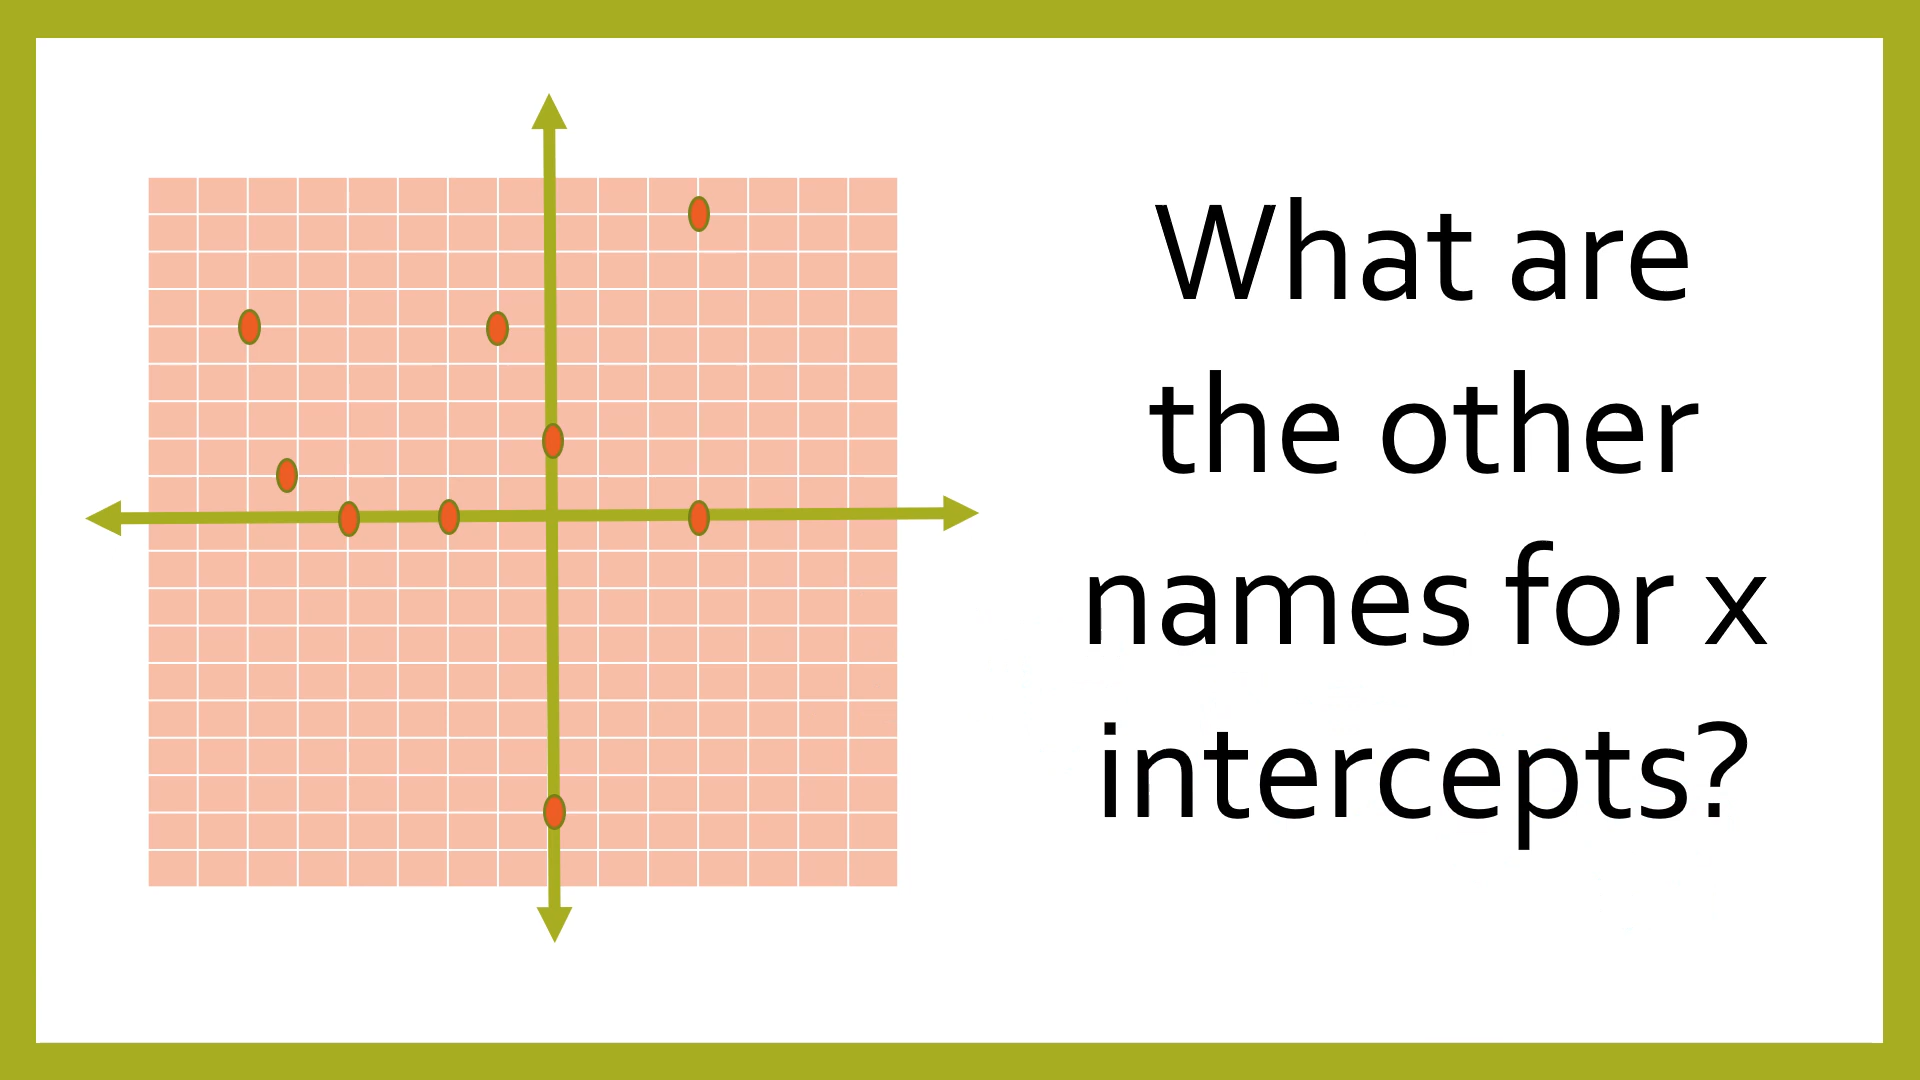 What are
the other
names for x
intercepts?